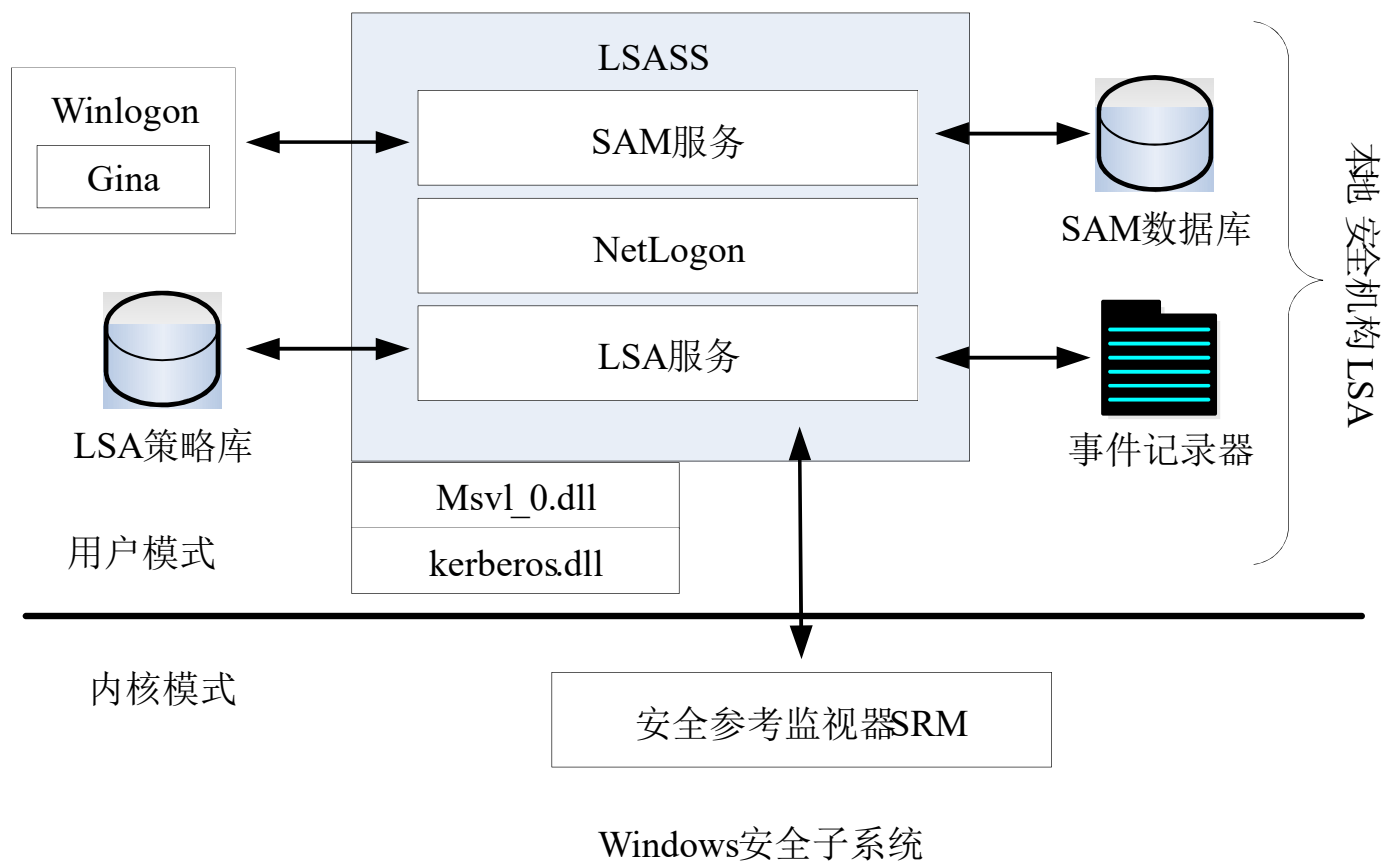 LSASS
Winlogon
Gina
SAM服务
NetLogon
LSA服务
SAM数据库
LSA策略库
事件记录器
本地 安全机构 LSA
Msvl_0.dll
kerberos.dll
用户模式
内核模式
安全参考监视器SRM
Windows安全子系统